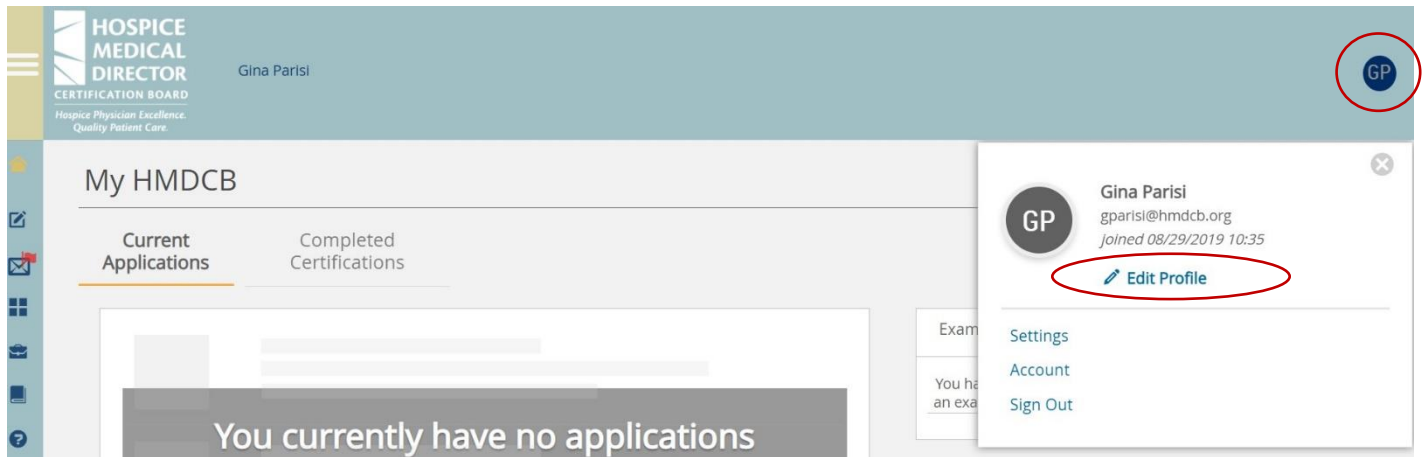 HOSPICE
MEDICAL
DIRECTOR
CERTIFICATION BOARD
Hospice Physician Excellence.
Quality Patient Care.
Gina Parisi
GP
My HMDCB
Current
Applications
Completed
Certifications
You currently have no applications
Exam
You ha
an exa
GP
Gina Parisi
gparisi@hmdcb.org
joined 08/29/2019 10:35
Edit Profile
Settings
Account
Sign Out